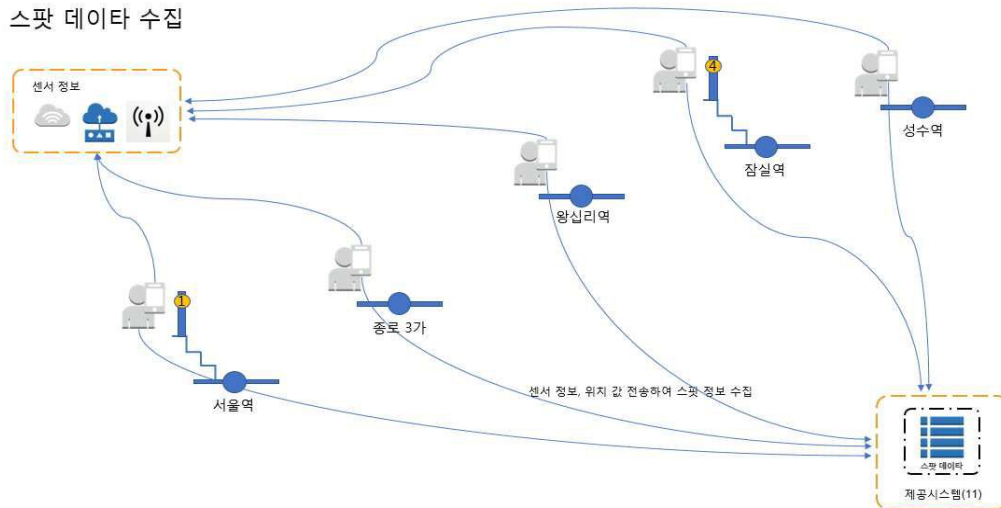 스팟 데이타 수집
센서 정보
4
성수역
잠실역
왕십리역
1
종로 3가
서울역
센서 정보, 위치 값 전송하여 스팟 정보 수집
스팟 데이타
제공시스템(11)